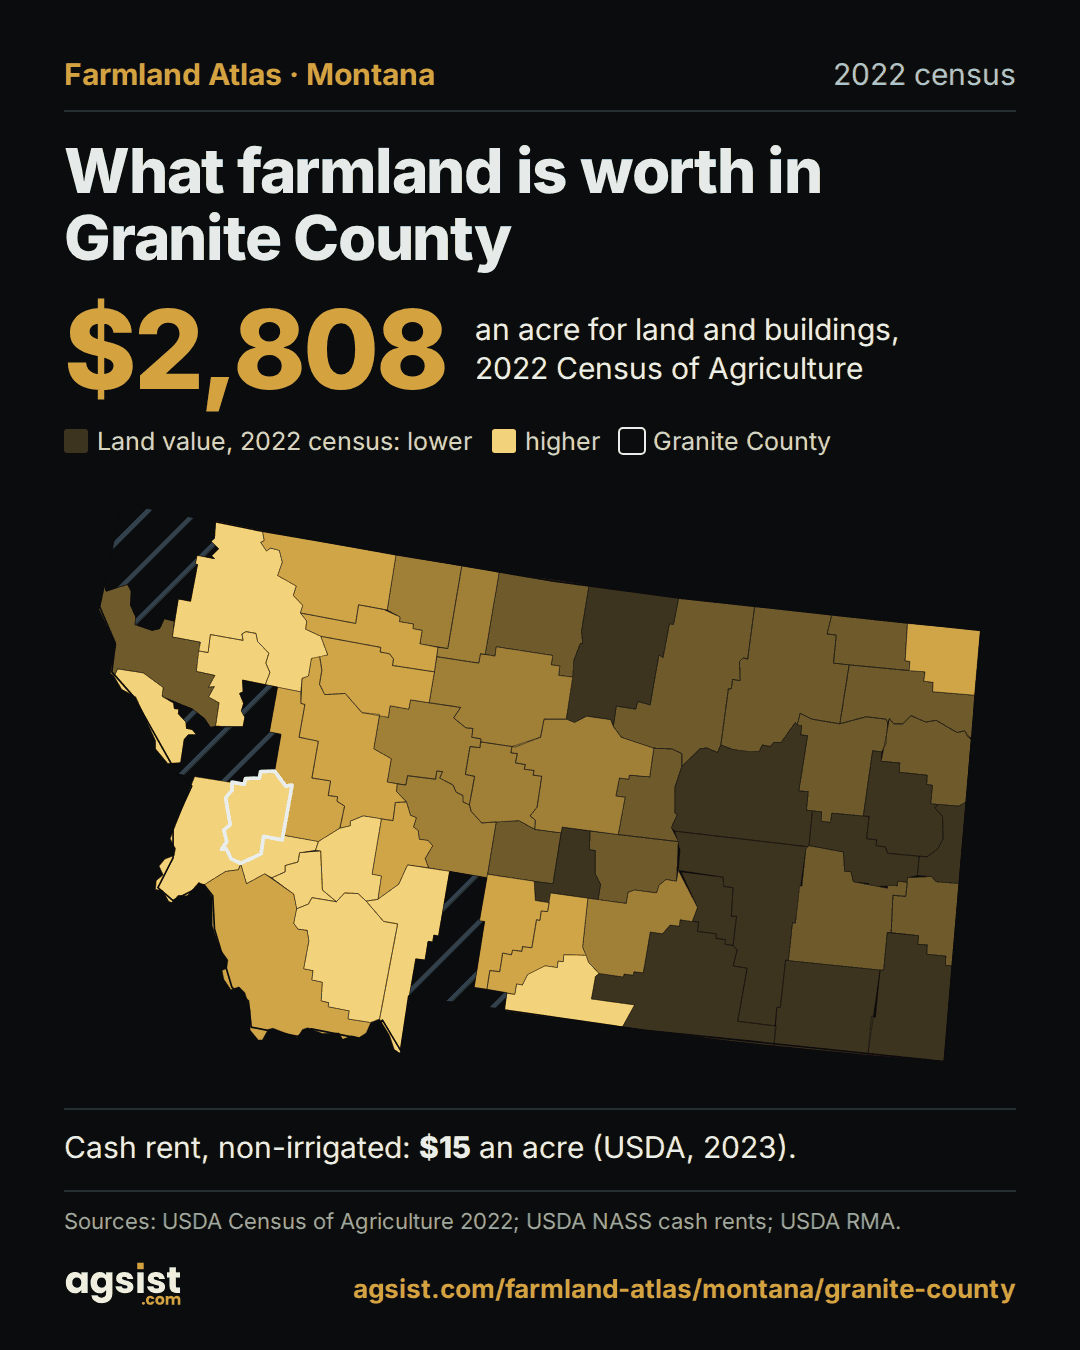 Farmland Atlas · Montana
2022 census
What farmland is worth in
Granite County
$2,808
an acre for land and buildings,
2022 Census of Agriculture
Land value, 2022 census: lower
higher
Granite County
Cash rent, non-irrigated: $15 an acre (USDA, 2023).
Sources: USDA Census of Agriculture 2022; USDA NASS cash rents; USDA RMA.
agsist
.com
agsist.com/farmland-atlas/montana/granite-county